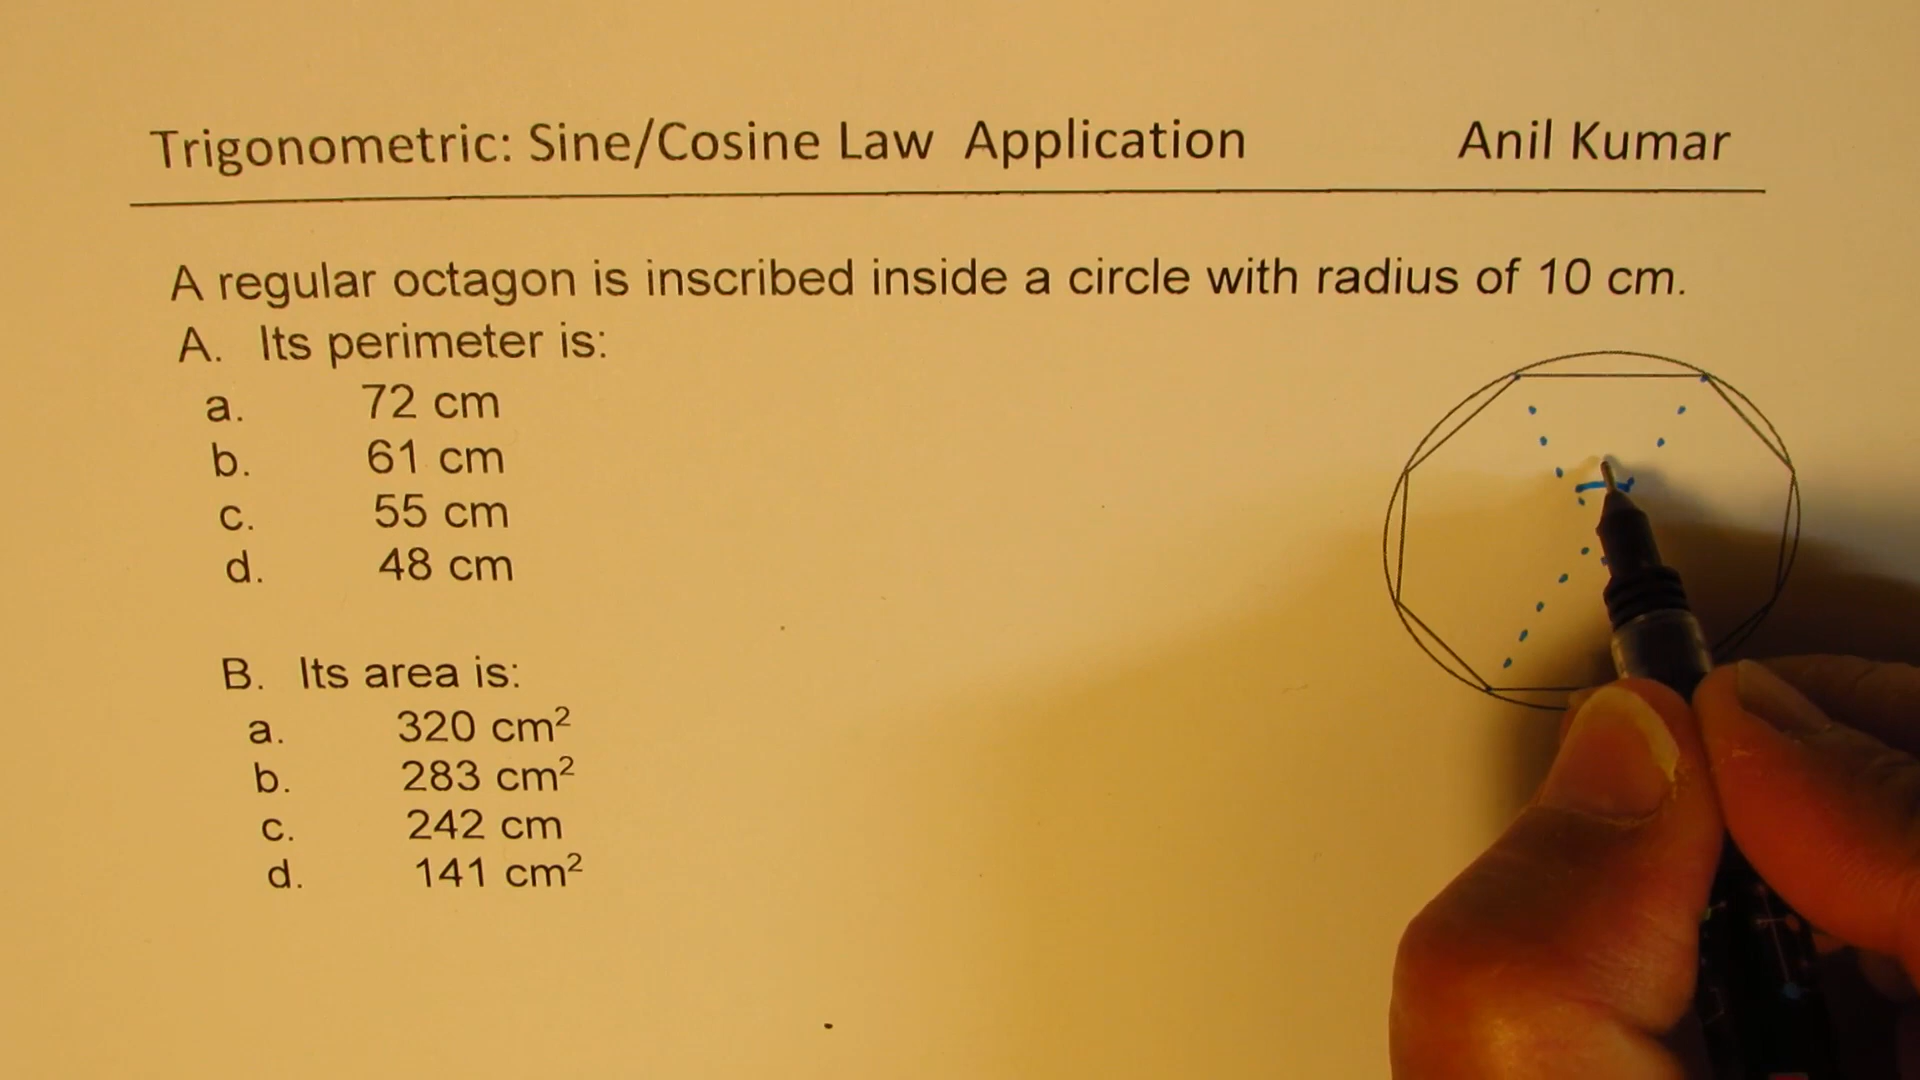 Trigonometric: Sine/Cosine Law Application Anil Kumar
A regular octagon is inscribed inside a circle with radius of 10 cm.
A. Its perimeter is:
a. 72 cm
b. 61 cm
c. 55 cm
d. 48 cm
B. Its area is:
a. 320 cm²
b. 283 cm²
c. 242 cm
d. 141 cm²